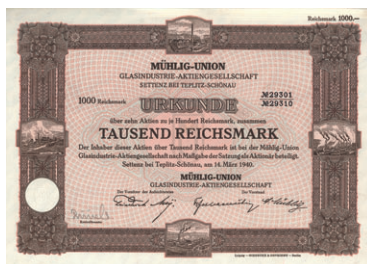 Reichsmark 1000.–
MÜHLIG-UNION
GLASINDUSTRIE-AKTIENGESELLSCHAFT
SETTENZ BEI TEPLITZ-SCHÖNAU
№29301
1000 Reichsmark
URKUNDE
№29310
über zehn Aktien zu je Hundert Reichsmark, zusammen
TAUSEND REICHSMARK
Der Inhaber dieser Aktien über Tausend Reichsmark ist bei der Mühlig-Union
Glasindustrie-Aktiengesellschaft nach Maßgabe der Satzung als Aktionär beteiligt.
Settenz bei Teplitz-Schönau, am 14. März 1940.
MÜHLIG-UNION
GLASINDUSTRIE-AKTIENGESELLSCHAFT
Der Vorsitzer des Aufsichtsrates
Der Vorstand